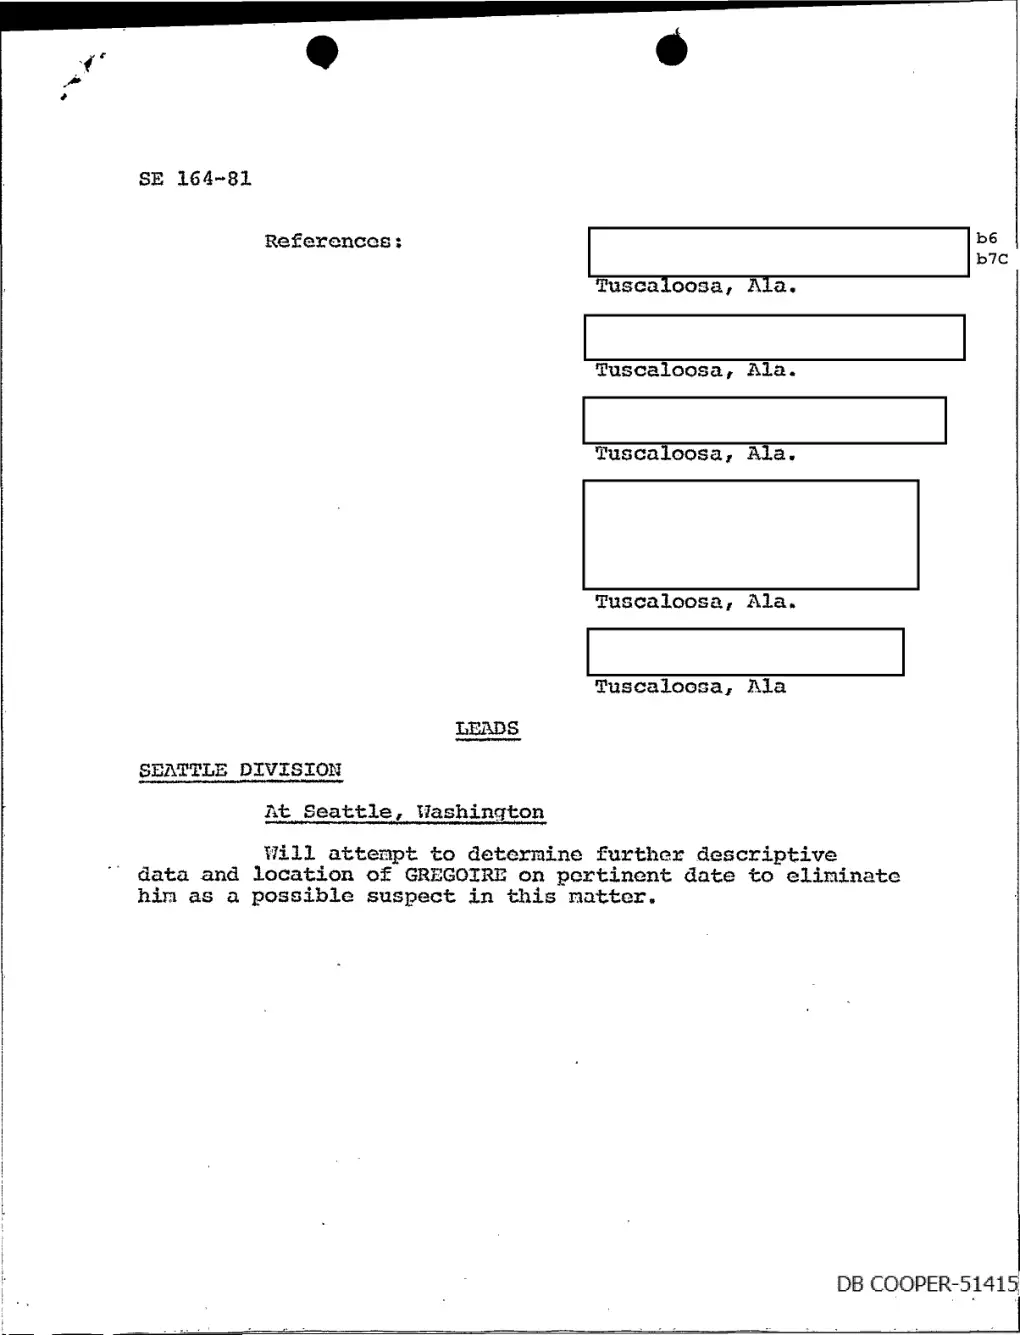 SE 164-81
References:
b6
b7C
Tuscaloosa, Ala.
Tuscaloosa, Ala.
Tuscaloosa, Ala.
Tuscaloosa, Ala.
Tuscaloosa, Ala
LEADS
SEATTLE DIVISION
At Seattle, Washington
Will attempt to determine further descriptive
data and location of GREGOIRE on pertinent date to eliminate
him as a possible suspect in this matter.
DB COOPER-51415